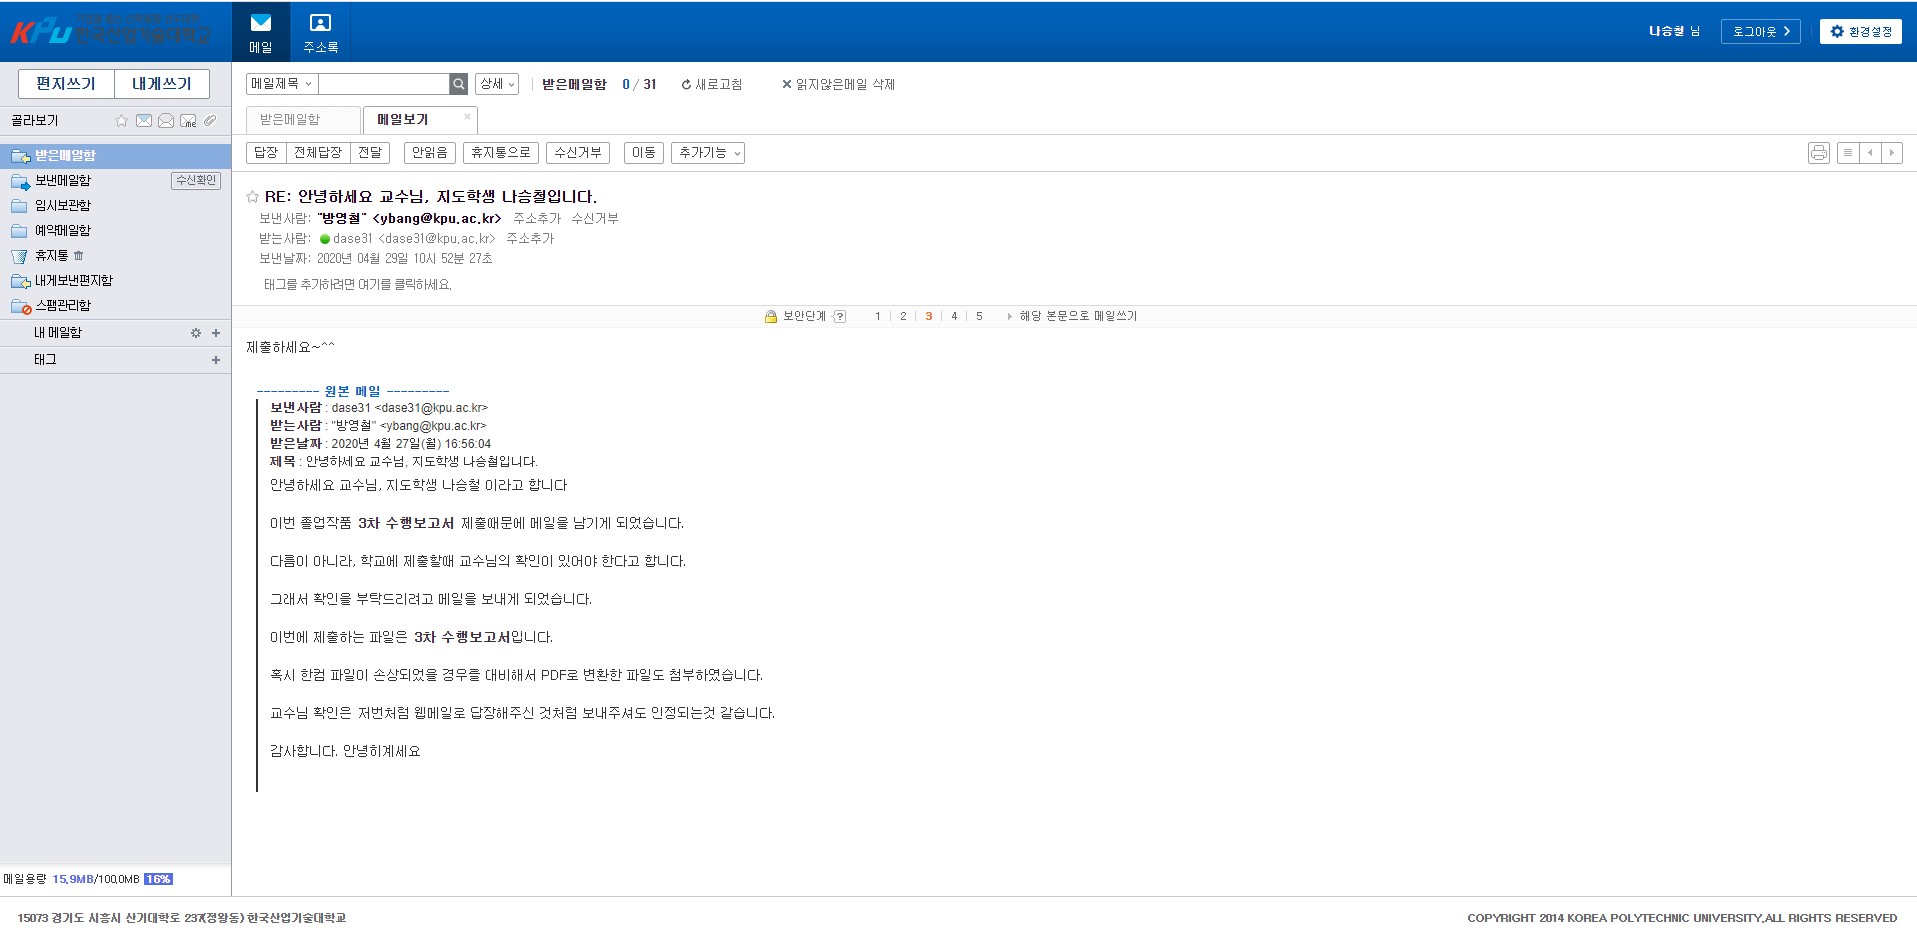 KPU 한국산업기술대학교
메일
주소록
나승철 님
로그아웃
환경설정
편지쓰기
내게쓰기
메일제목
상세
받은메일함 0 / 31
새로고침
읽지않은메일 삭제
골라보기
받은메일함
메일보기
받은메일함
보낸메일함
수신확인
임시보관함
예약메일함
휴지통
내게보낸편지함
스팸관리함
내 메일함
태그
답장
전체답장
전달
안읽음
휴지통으로
수신거부
이동
추가기능
RE: 안녕하세요 교수님, 지도학생 나승철입니다.
보낸사람: "방영철" <ybang@kpu.ac.kr> 주소추가 수신거부
받는사람: dase31 <dase31@kpu.ac.kr> 주소추가
보낸날짜: 2020년 04월 29일 10시 52분 27초
태그를 추가하려면 여기를 클릭하세요.
보안단계 ? 1 2 3 4 5 해당 본문으로 메일쓰기
제출하세요~^^
--------- 원본 메일 ---------
보낸사람 : dase31 <dase31@kpu.ac.kr>
받는사람 : "방영철" <ybang@kpu.ac.kr>
받은날짜 : 2020년 4월 27일(월) 16:56:04
제목 : 안녕하세요 교수님, 지도학생 나승철입니다.
안녕하세요 교수님, 지도학생 나승철 이라고 합니다
이번 졸업작품 3차 수행보고서 제출때문에 메일을 남기게 되었습니다.
다름이 아니라, 학교에 제출할때 교수님의 확인이 있어야 한다고 합니다.
그래서 확인을 부탁드리려고 메일을 보내게 되었습니다.
이번에 제출하는 파일은 3차 수행보고서입니다.
혹시 한컴 파일이 손상되었을 경우를 대비해서 PDF로 변환한 파일도 첨부하였습니다.
교수님 확인은 저번처럼 웹메일로 답장해주신 것처럼 보내주셔도 인정되는것 같습니다.
감사합니다. 안녕히계세요
메일용량 15.9MB/100.0MB 16%
15073 경기도 시흥시 산기대학로 237(정왕동) 한국산업기술대학교
COPYRIGHT 2014 KOREA POLYTECHNIC UNIVERSITY,ALL RIGHTS RESERVED